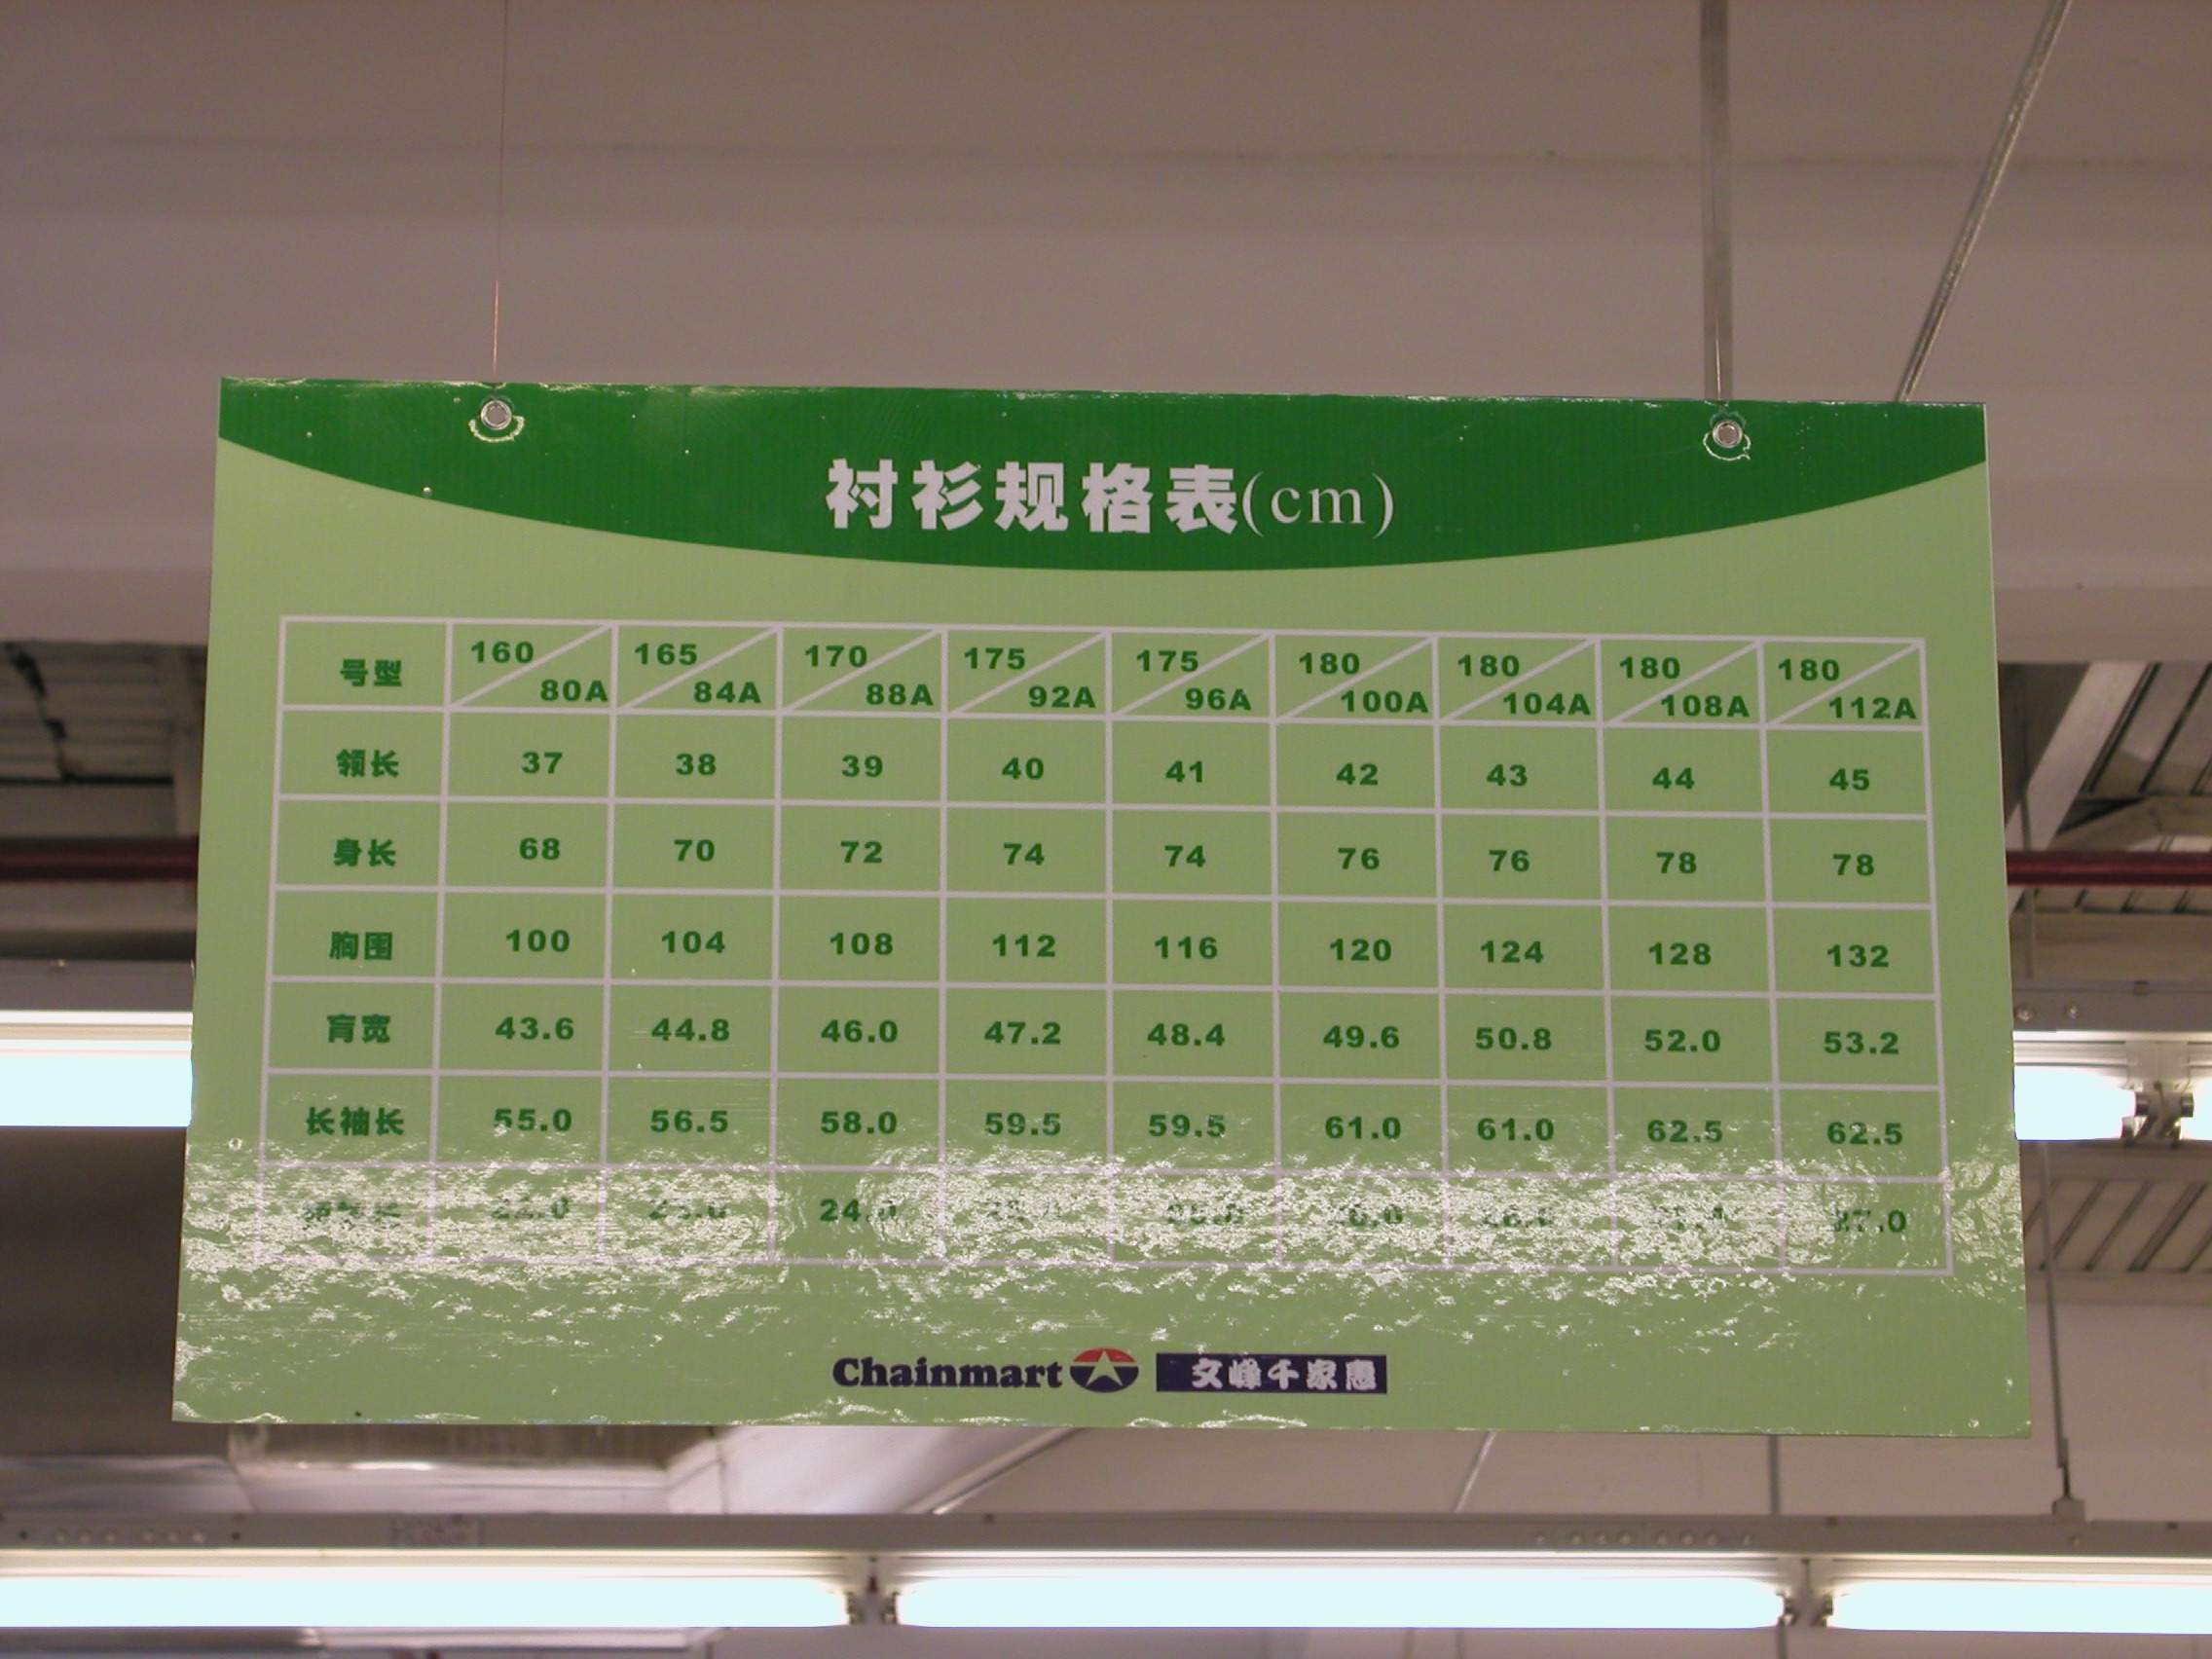 衬衫规格表(cm)
号型 160/80A 165/84A 170/88A 175/92A 175/96A 180/100A 180/104A 180/108A 180/112A
领长 37 38 39 40 41 42 43 44 45
身长 68 70 72 74 74 76 76 78 78
胸围 100 104 108 112 116 120 124 128 132
肓宽 43.6 44.8 46.0 47.2 48.4 49.6 50.8 52.0 53.2
长袖长 55.0 56.5 58.0 59.5 59.5 61.0 61.0 62.5 62.5
24.0 27.0
Chainmart 文峰千家惠